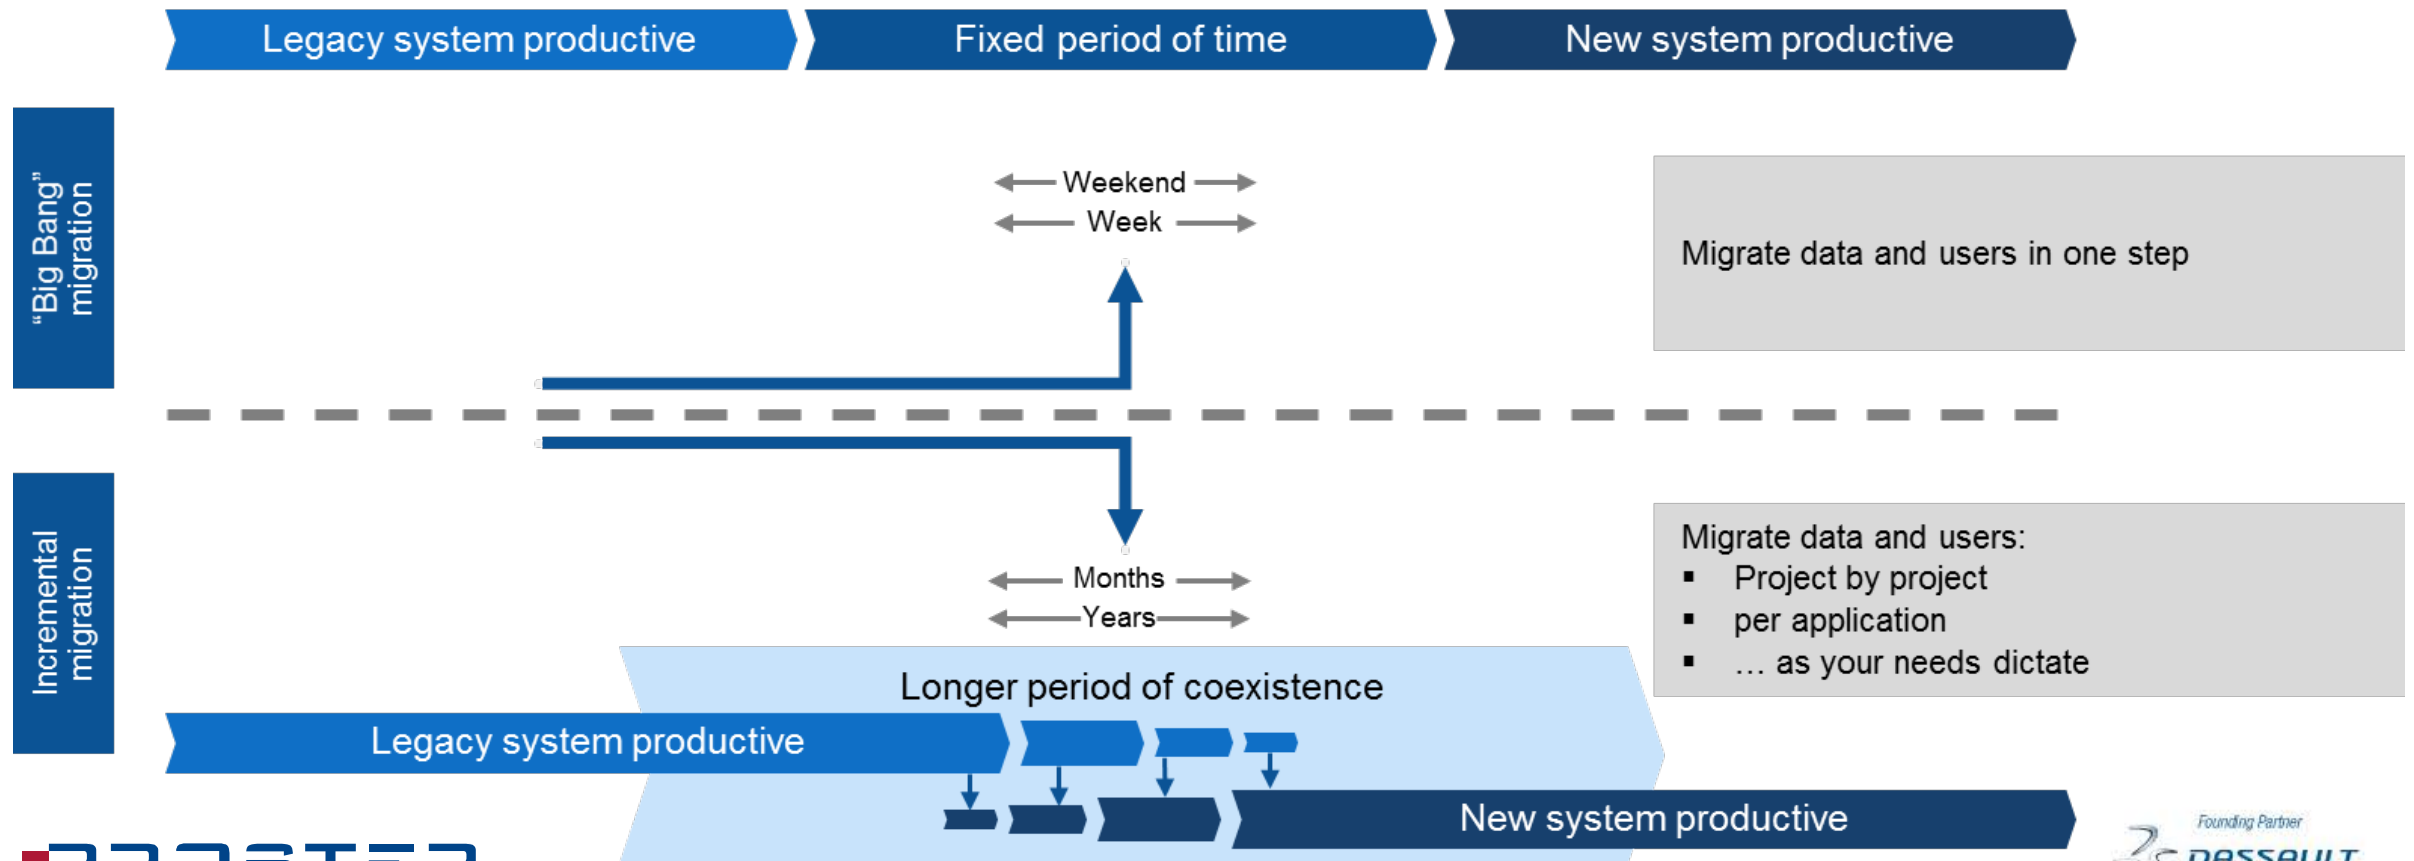 Legacy system productive
Fixed period of time
New system productive
“Big Bang”
migration
Weekend
Week
Migrate data and users in one step
Incremental
migration
Months
Years
Migrate data and users:
▪ Project by project
▪ per application
▪ … as your needs dictate
Longer period of coexistence
Legacy system productive
New system productive
Founding Partner